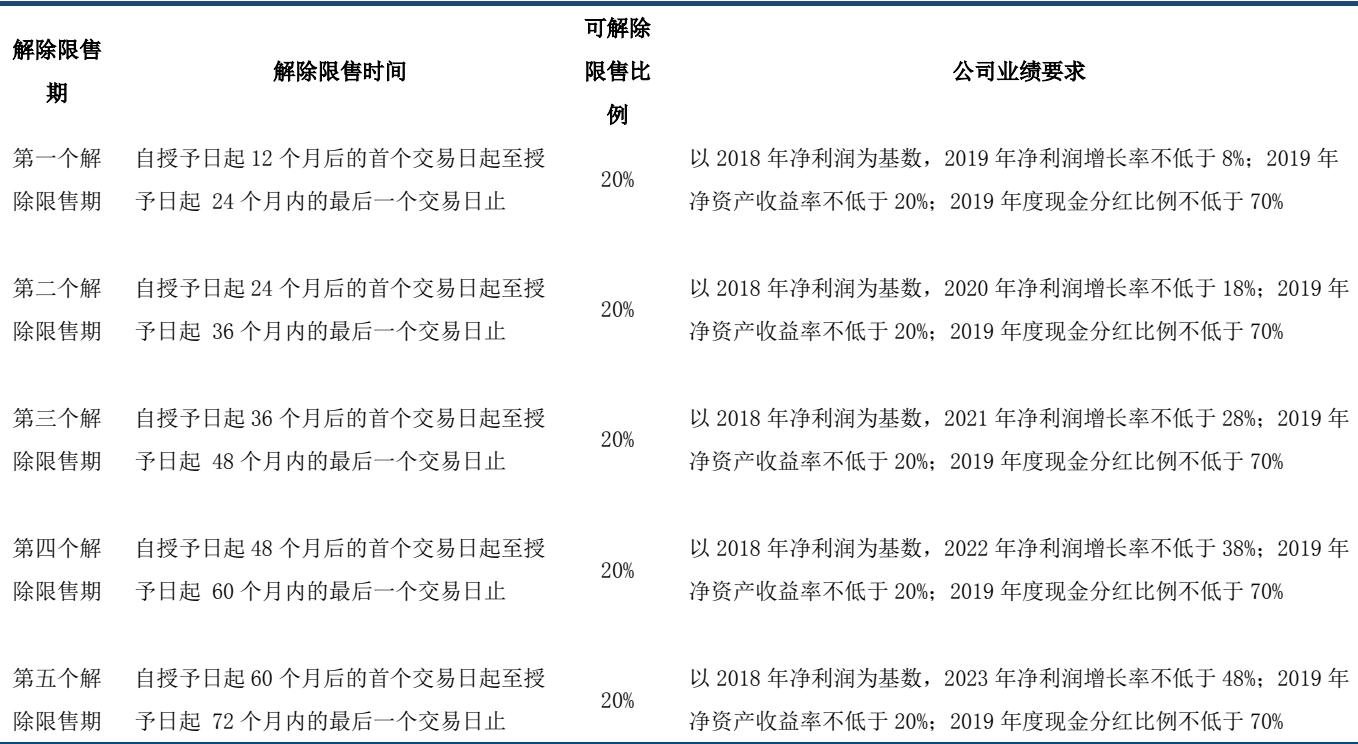 解除限售
期
解除限售时间
可解除
限售比
例
公司业绩要求
第一个解
除限售期
自授予日起 12 个月后的首个交易日起至授
予日起 24 个月内的最后一个交易日止
20%
以 2018 年净利润为基数，2019 年净利润增长率不低于 8%；2019 年
净资产收益率不低于 20%；2019 年度现金分红比例不低于 70%
第二个解
除限售期
自授予日起 24 个月后的首个交易日起至授
予日起 36 个月内的最后一个交易日止
20%
以 2018 年净利润为基数，2020 年净利润增长率不低于 18%；2019 年
净资产收益率不低于 20%；2019 年度现金分红比例不低于 70%
第三个解
除限售期
自授予日起 36 个月后的首个交易日起至授
予日起 48 个月内的最后一个交易日止
20%
以 2018 年净利润为基数，2021 年净利润增长率不低于 28%；2019 年
净资产收益率不低于 20%；2019 年度现金分红比例不低于 70%
第四个解
除限售期
自授予日起 48 个月后的首个交易日起至授
予日起 60 个月内的最后一个交易日止
20%
以 2018 年净利润为基数，2022 年净利润增长率不低于 38%；2019 年
净资产收益率不低于 20%；2019 年度现金分红比例不低于 70%
第五个解
除限售期
自授予日起 60 个月后的首个交易日起至授
予日起 72 个月内的最后一个交易日止
20%
以 2018 年净利润为基数，2023 年净利润增长率不低于 48%；2019 年
净资产收益率不低于 20%；2019 年度现金分红比例不低于 70%